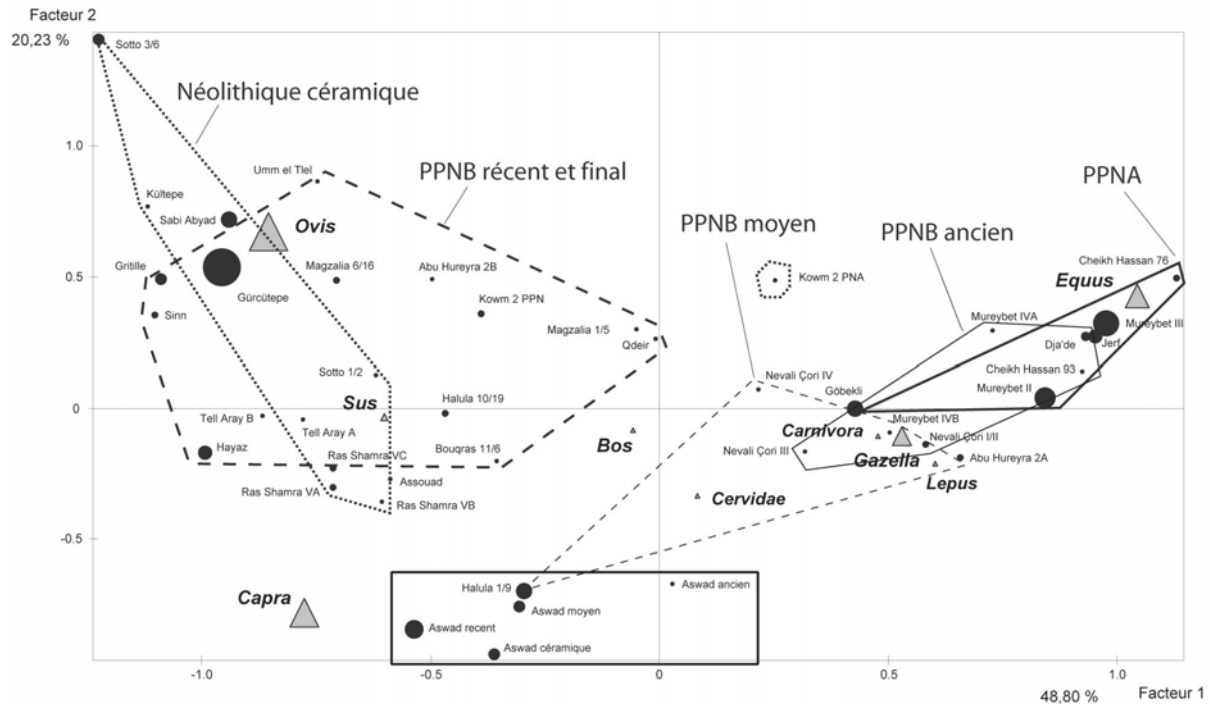 Facteur 2
20,23 %
Sotto 3/6
Néolithique céramique
1.0
Umm el Tlel
PPNB récent et final
PPNA
Kültepe
Sabi Abyad
Ovis
PPNB moyen
PPNB ancien
Cheikh Hassan 76
0.5
Gritille
Magzalia 6/16
Abu Hureyra 2B
Kowm 2 PNA
Equus
Gürcütepe
Sinn
Kowm 2 PPN
Magzalia 1/5
Qdeir
Mureybet IVA
Mureybet III
Dja'de
Jerf
Sotto 1/2
Cheikh Hassan 93
Nevali Çori IV
Mureybet II
Göbekli
0
Tell Aray B
Sus
Halula 10/19
Tell Aray A
Bos
Carnivora
Mureybet IVB
Hayaz
Ras Shamra VC
Bouqras 11/6
Nevali Çori III
Nevali Çori I/II
Gazella
Abu Hureyra 2A
Ras Shamra VA
Assouad
Lepus
Ras Shamra VB
Cervidae
-0.5
Halula 1/9
Aswad ancien
Capra
Aswad moyen
Aswad recent
Aswad céramique
-1.0
-0.5
0
0.5
1.0
48,80 %
Facteur 1